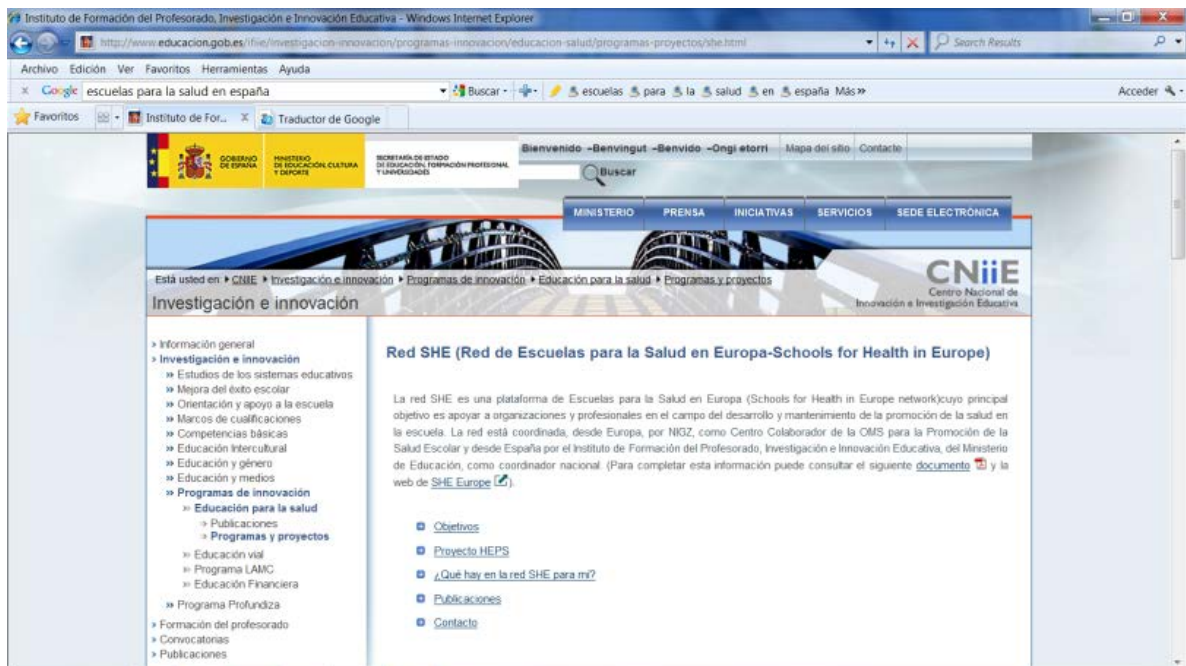 Instituto de Formación del Profesorado, Investigación e Innovación Educativa - Windows Internet Explorer
http://www.educacion.gob.es/ifiie/investigacion-innovacion/programas-innovacion/educacion-salud/programas-proyectos/she.html
Search Results
Archivo Edición Ver Favoritos Herramientas Ayuda
x Google escuelas para la salud en españa Buscar escuelas para la salud en españa Más» Acceder
Favoritos Instituto de For... X Traductor de Google
Bienvenido -Benvingut -Benvido -Ongi etorri Mapa del sitio Contacto
GOBIERNO
DE ESPAÑA
MINISTERIO
DE EDUCACIÓN, CULTURA
Y DEPORTE
SECRETARÍA DE ESTADO
DE EDUCACIÓN, FORMACIÓN PROFESIONAL
Y UNIVERSIDADES
Buscar
MINISTERIO PRENSA INICIATIVAS SERVICIOS SEDE ELECTRÓNICA
Está usted en: CNIIE Investigación e innovación Programas de innovación Educación para la salud Programas y proyectos
CNiiE
Centro Nacional de
Innovación e Investigación Educativa
Investigación e innovación
Información general
Investigación e innovación
Estudios de los sistemas educativos
Mejora del éxito escolar
Orientación y apoyo a la escuela
Marcos de cualificaciones
Competencias básicas
Educación Intercultural
Educación y género
Educación y medios
Programas de innovación
Educación para la salud
Publicaciones
Programas y proyectos
Educación vial
Programa LAMC
Educación Financiera
Programa Profundiza
Formación del profesorado
Convocatorias
Publicaciones
Red SHE (Red de Escuelas para la Salud en Europa-Schools for Health in Europe)
La red SHE es una plataforma de Escuelas para la Salud en Europa (Schools for Health in Europe network)cuyo principal
objetivo es apoyar a organizaciones y profesionales en el campo del desarrollo y mantenimiento de la promoción de la salud en
la escuela. La red está coordinada, desde Europa, por NIGZ, como Centro Colaborador de la OMS para la Promoción de la
Salud Escolar y desde España por el Instituto de Formación del Profesorado, Investigación e Innovación Educativa, del Ministerio
de Educación, como coordinador nacional. (Para completar esta información puede consultar el siguiente documento y la
web de SHE Europe ).
Objetivos
Proyecto HEPS
¿Qué hay en la red SHE para mi?
Publicaciones
Contacto